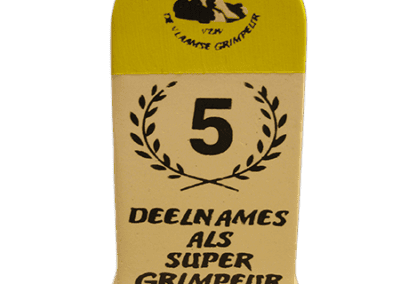 VZW
DE VLAAMSE GRIMPEUR
5
DEELNAMES
ALS
SUPER
GRIMPEUR